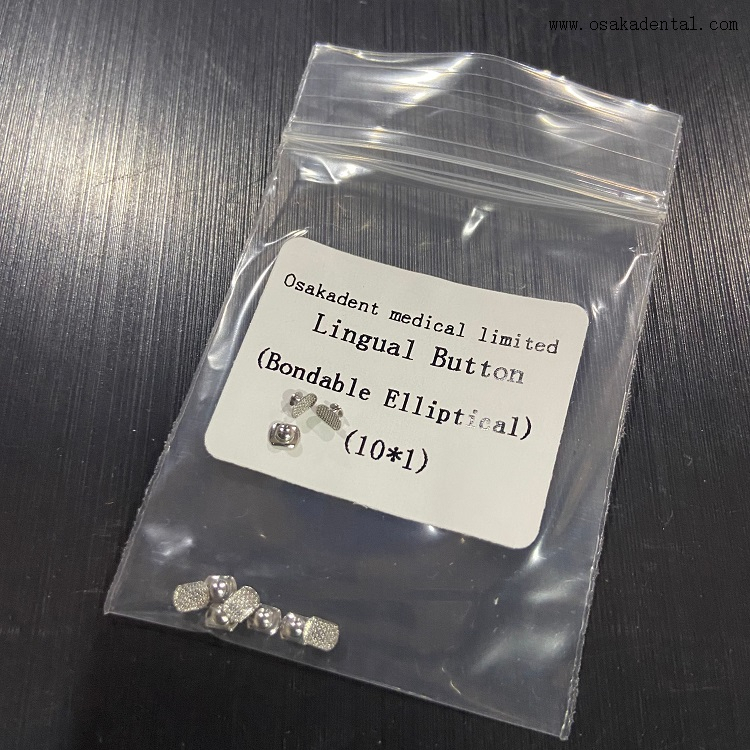 www.osakadental.com
Osakadent medical limited
Lingual Button
(Bondable Elliptical)
(10*1)